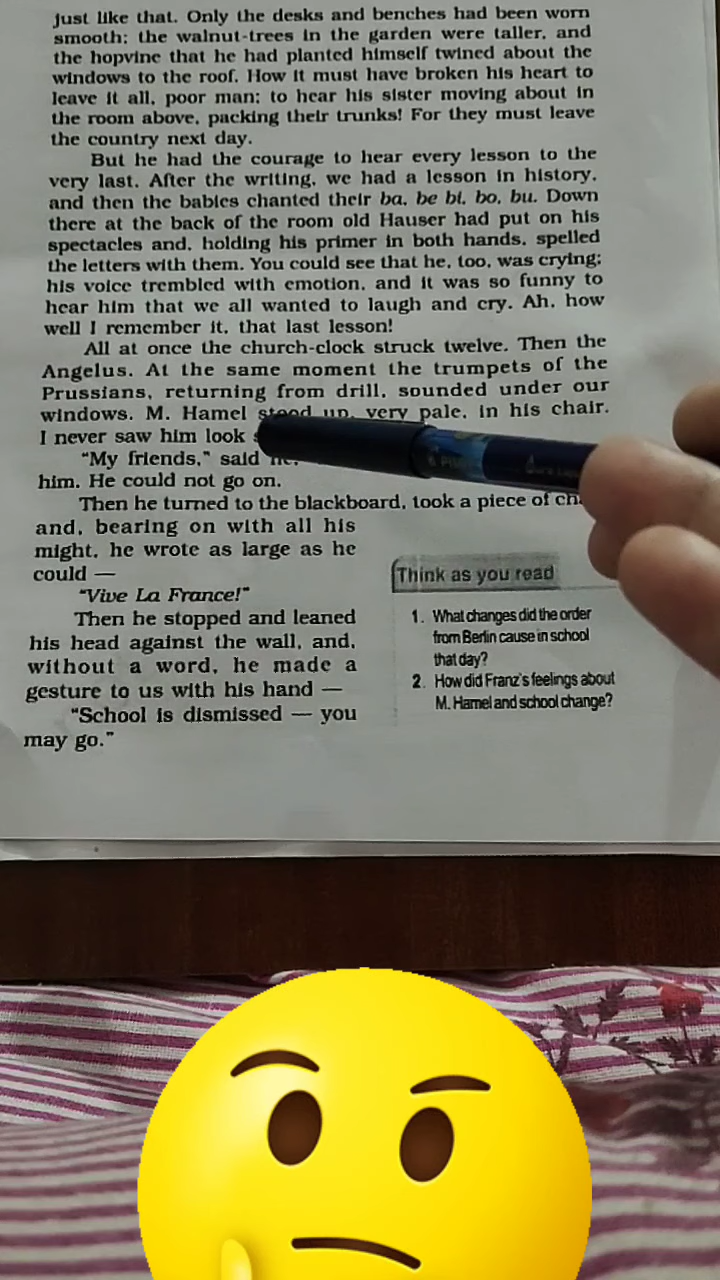 just like that. Only the desks and benches had been worn
smooth; the walnut-trees in the garden were taller, and
the hopvine that he had planted himself twined about the
windows to the roof. How it must have broken his heart to
leave it all, poor man; to hear his sister moving about in
the room above, packing their trunks! For they must leave
the country next day.
But he had the courage to hear every lesson to the
very last. After the writing, we had a lesson in history,
and then the babies chanted their ba, be bi, bo, bu. Down
there at the back of the room old Hauser had put on his
spectacles and, holding his primer in both hands, spelled
the letters with them. You could see that he, too, was crying;
his voice trembled with emotion, and it was so funny to
hear him that we all wanted to laugh and cry. Ah, how
well I remember it, that last lesson!
All at once the church-clock struck twelve. Then the
Angelus. At the same moment the trumpets of the
Prussians, returning from drill, sounded under our
windows. M. Hamel stood up, very pale, in his chair.
I never saw him look
“My friends,” said he,
him. He could not go on.
Then he turned to the blackboard, took a piece of
and, bearing on with all his
might, he wrote as large as he
could —
“Vive La France!”
Then he stopped and leaned
his head against the wall, and,
without a word, he made a
gesture to us with his hand —
“School is dismissed — you
may go.”
Think as you read
1. What changes did the order
from Berlin cause in school
that day?
2. How did Franz's feelings about
M. Hamel and school change?